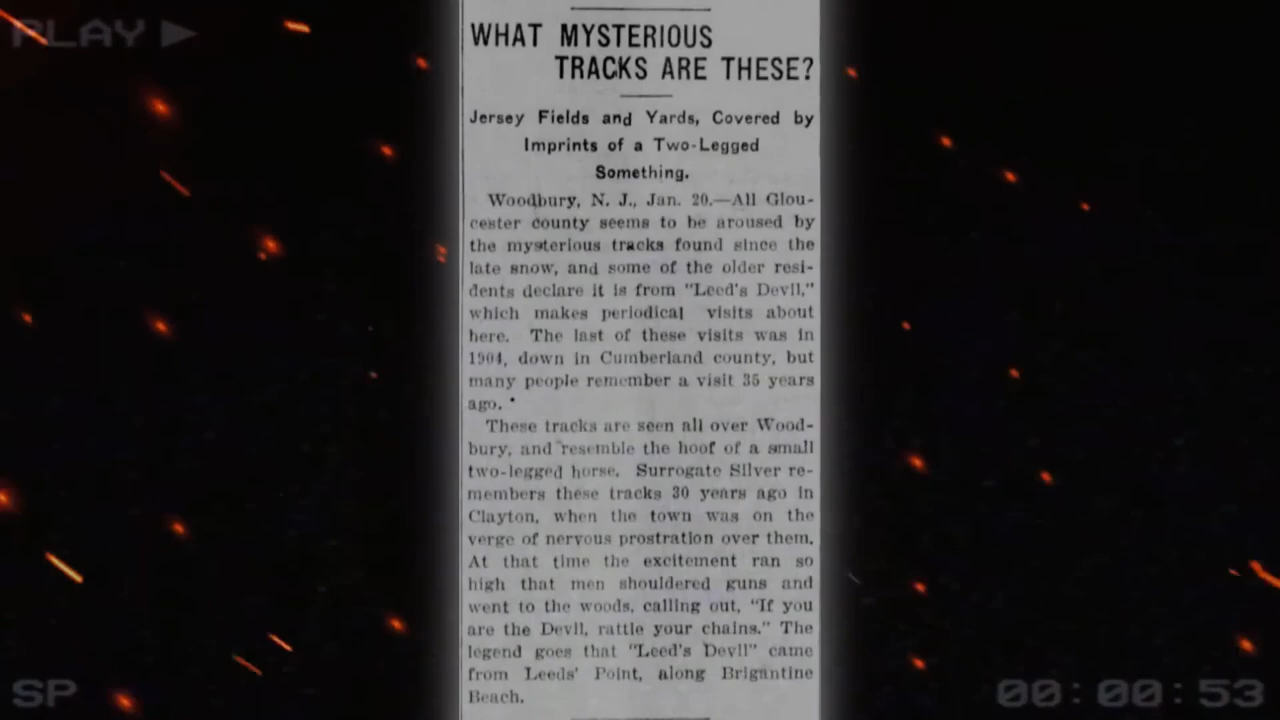 PLAY
WHAT MYSTERIOUS
TRACKS ARE THESE?
Jersey Fields and Yards, Covered by
Imprints of a Two-Legged
Something.
Woodbury, N. J., Jan. 20.—All Glou-
cester county seems to be aroused by
the mysterious tracks found since the
late snow, and some of the older resi-
dents declare it is from "Leed's Devil,"
which makes periodical visits about
here. The last of these visits was in
1904, down in Cumberland county, but
many people remember a visit 35 years
ago.
These tracks are seen all over Wood-
bury, and resemble the hoof of a small
two-legged horse. Surrogate Silver re-
members these tracks 30 years ago in
Clayton, when the town was on the
verge of nervous prostration over them.
At that time the excitement ran so
high that men shouldered guns and
went to the woods, calling out, "If you
are the Devil, rattle your chains." The
legend goes that "Leed's Devil" came
from Leeds' Point, along Brigantine
Beach.
SP
00:00:53